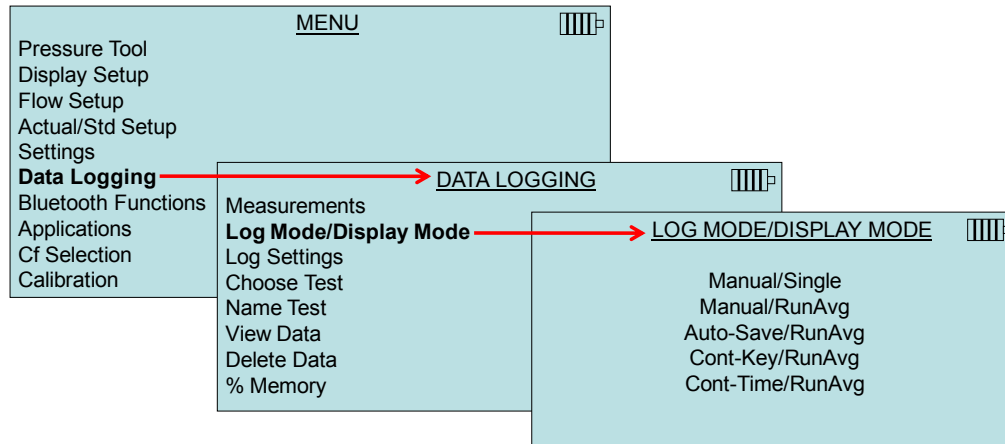 MENU
Pressure Tool
Display Setup
Flow Setup
Actual/Std Setup
Settings
Data Logging
Bluetooth Functions
Applications
Cf Selection
Calibration
DATA LOGGING
Measurements
Log Mode/Display Mode
Log Settings
Choose Test
Name Test
View Data
Delete Data
% Memory
LOG MODE/DISPLAY MODE
Manual/Single
Manual/RunAvg
Auto-Save/RunAvg
Cont-Key/RunAvg
Cont-Time/RunAvg